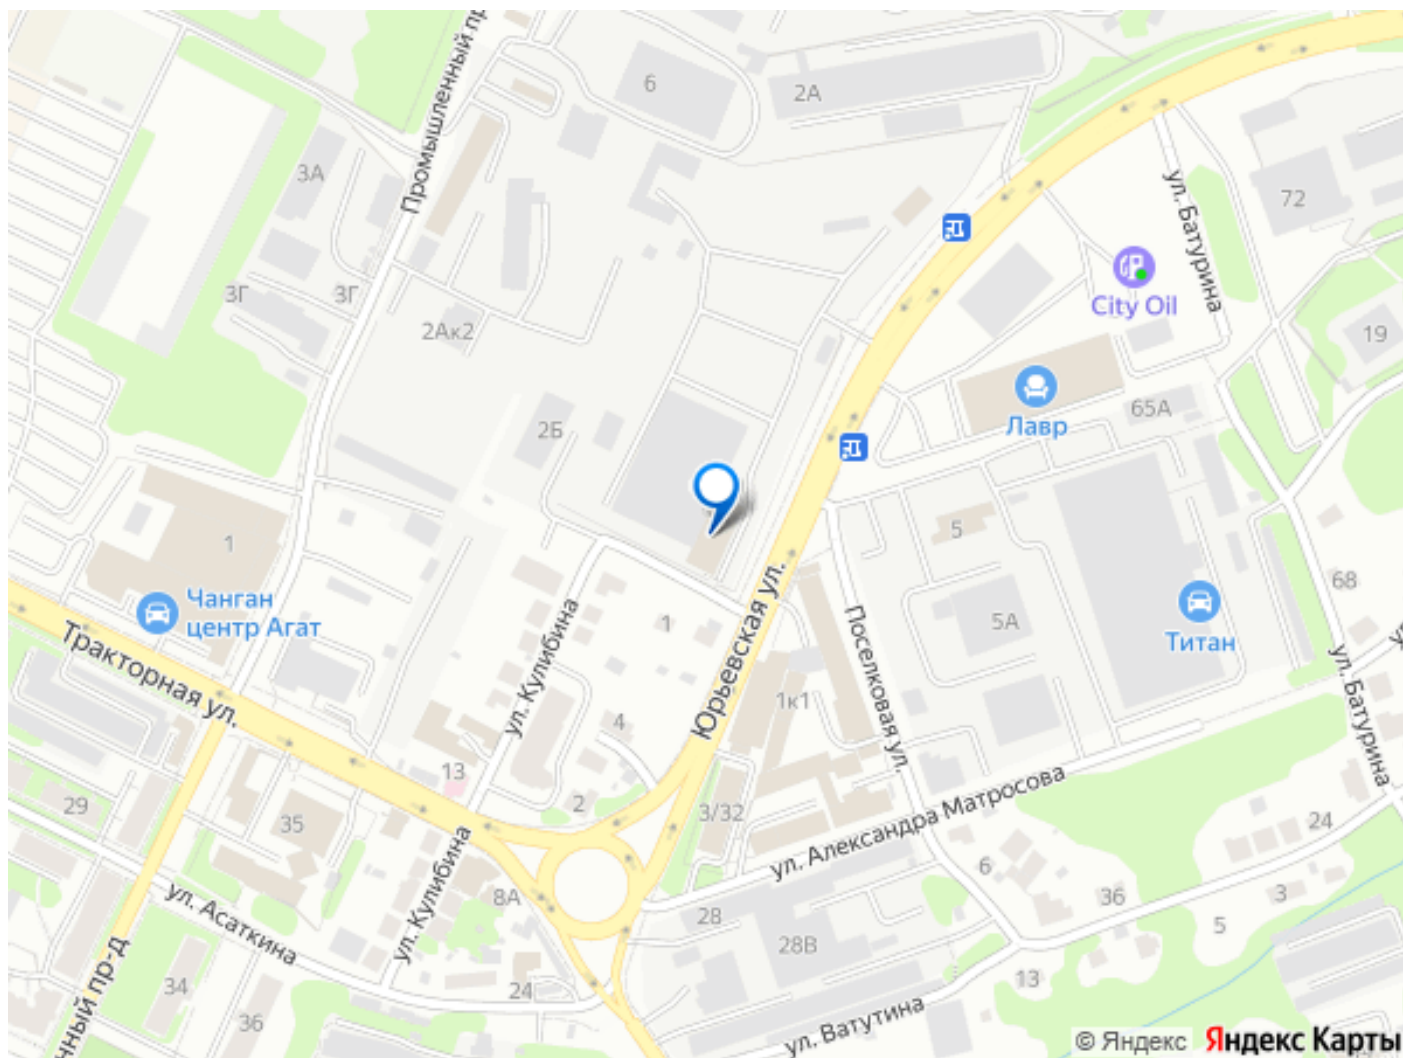 Промышленный пр
6
2А
3А
72
ул. Батурина
City Oil
3Г
3Г
2Ак2
19
Лавр
65А
2Б
5
1
Чанган
центр Агат
68
5А
Титан
Тракторная ул.
ул. Кулибина
1
Юрьевская ул.
Поселковая ул.
ул. Батурина
1к1
4
13
2
3/32
29
35
ул. Александра Матросова
24
ул. Кулибина
8А
6
36
3
ул. Асаткина
28
28В
5
34
24
13
36
нный пр-д
ул. Ватутина
© Яндекс Яндекс Карты